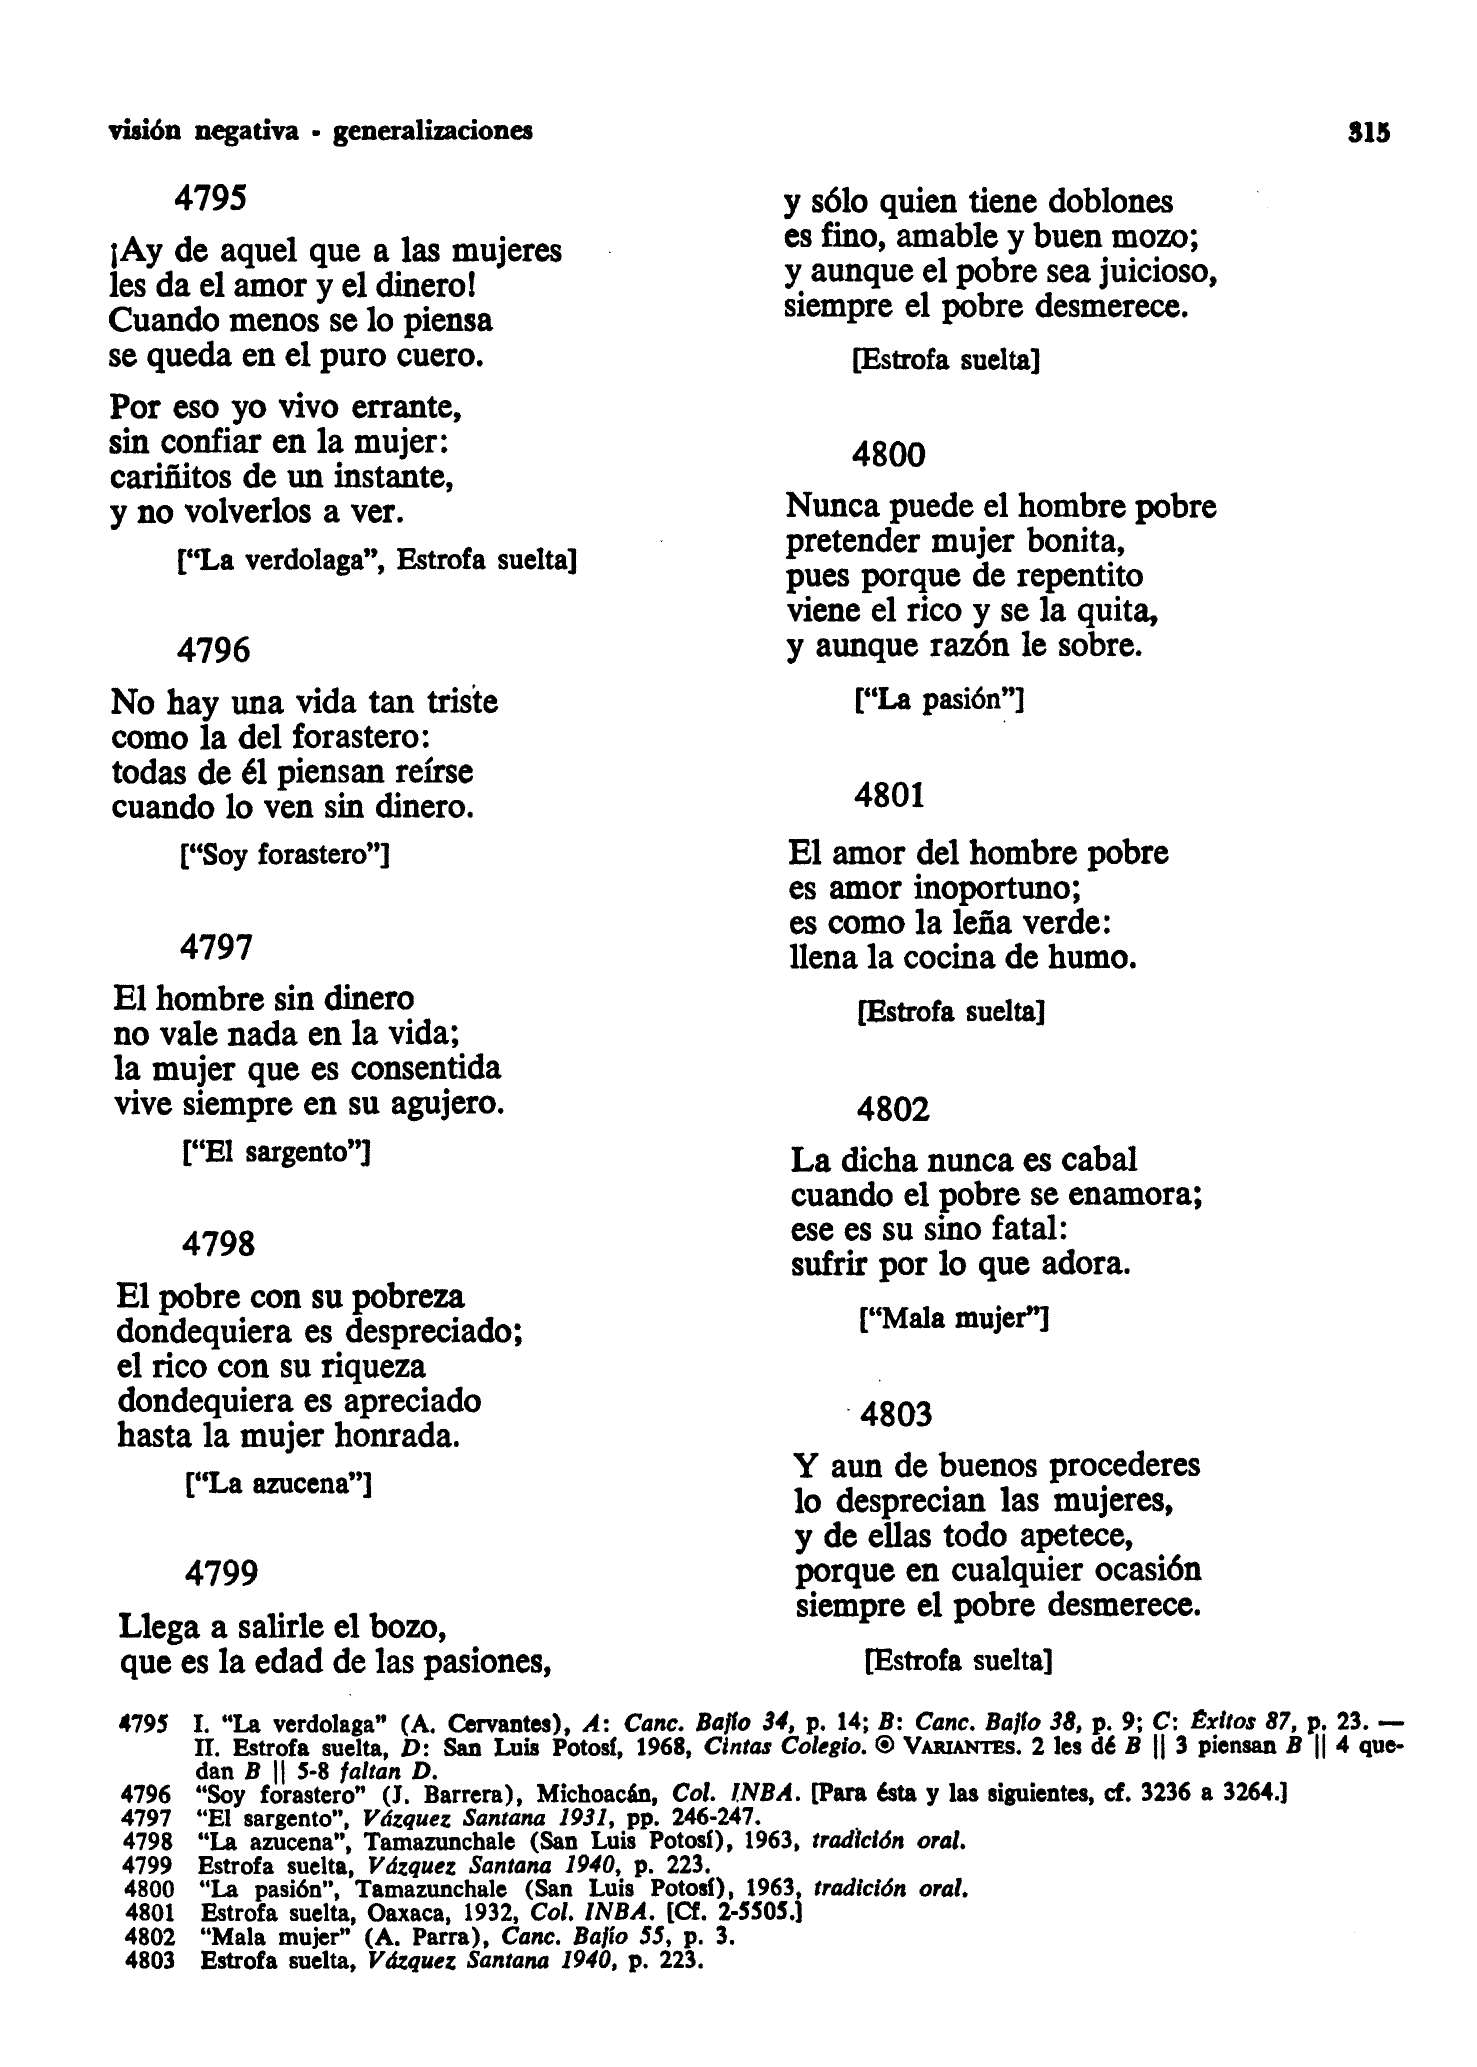 visión negativa - generalizaciones 315
4795
¡Ay de aquel que a las mujeres
les da el amor y el dinero!
Cuando menos se lo piensa
se queda en el puro cuero.
Por eso yo vivo errante,
sin confiar en la mujer:
cariñitos de un instante,
y no volverlos a ver.
[“La verdolaga”, Estrofa suelta]
4796
No hay una vida tan triste
como la del forastero:
todas de él piensan reírse
cuando lo ven sin dinero.
[“Soy forastero”]
4797
El hombre sin dinero
no vale nada en la vida;
la mujer que es consentida
vive siempre en su agujero.
[“El sargento”]
4798
El pobre con su pobreza
dondequiera es despreciado;
el rico con su riqueza
dondequiera es apreciado
hasta la mujer honrada.
[“La azucena”]
4799
Llega a salirle el bozo,
que es la edad de las pasiones,
y sólo quien tiene doblones
es fino, amable y buen mozo;
y aunque el pobre sea juicioso,
siempre el pobre desmerece.
[Estrofa suelta]
4800
Nunca puede el hombre pobre
pretender mujer bonita,
pues porque de repentito
viene el rico y se la quita,
y aunque razón le sobre.
[“La pasión”]
4801
El amor del hombre pobre
es amor inoportuno;
es como la leña verde:
llena la cocina de humo.
[Estrofa suelta]
4802
La dicha nunca es cabal
cuando el pobre se enamora;
ese es su sino fatal:
sufrir por lo que adora.
[“Mala mujer”]
4803
Y aun de buenos procederes
lo desprecian las mujeres,
y de ellas todo apetece,
porque en cualquier ocasión
siempre el pobre desmerece.
[Estrofa suelta]
4795 I. “La verdolaga” (A. Cervantes), A: Canc. Bajío 34, p. 14; B: Canc. Bajío 38, p. 9; C: Éxitos 87, p. 23. —
II. Estrofa suelta, D: San Luis Potosí, 1968, Cintas Colegio. ⊙ VARIANTES. 2 les dé B || 3 piensan B || 4 que-
dan B || 5-8 faltan D.
4796 “Soy forastero” (J. Barrera), Michoacán, Col. INBA. [Para ésta y las siguientes, cf. 3236 a 3264.]
4797 “El sargento”, Vázquez Santana 1931, pp. 246-247.
4798 “La azucena”, Tamazunchale (San Luis Potosí), 1963, tradición oral.
4799 Estrofa suelta, Vázquez Santana 1940, p. 223.
4800 “La pasión”, Tamazunchale (San Luis Potosí), 1963, tradición oral.
4801 Estrofa suelta, Oaxaca, 1932, Col. INBA. [Cf. 2-5505.]
4802 “Mala mujer” (A. Parra), Canc. Bajío 55, p. 3.
4803 Estrofa suelta, Vázquez Santana 1940, p. 223.